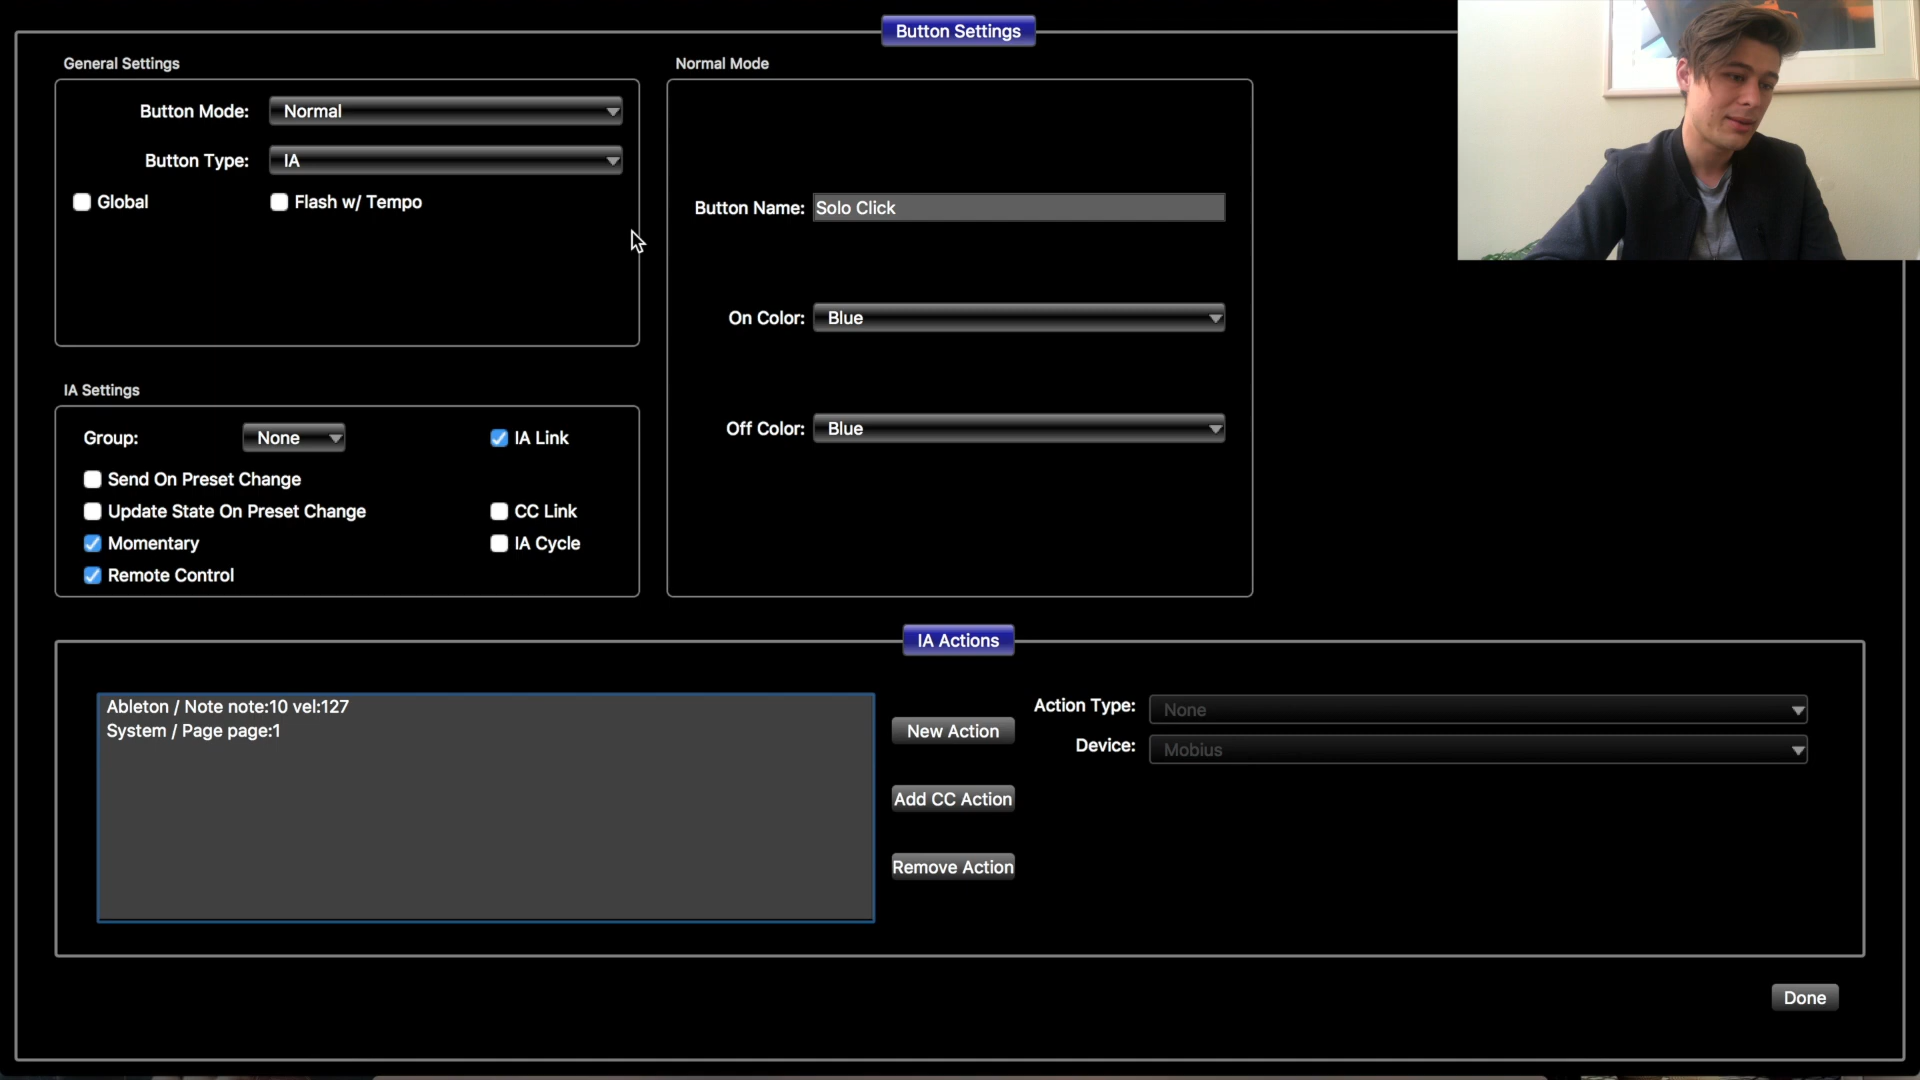 Button Settings
General Settings
Normal Mode
Button Mode: Normal
Button Type: IA
Global
Flash w/ Tempo
Button Name: Solo Click
On Color: Blue
Off Color: Blue
IA Settings
Group: None
IA Link
Send On Preset Change
Update State On Preset Change
CC Link
Momentary
IA Cycle
Remote Control
IA Actions
Ableton / Note note:10 vel:127
System / Page page:1
New Action
Add CC Action
Remove Action
Action Type: None
Device: Mobius
Done